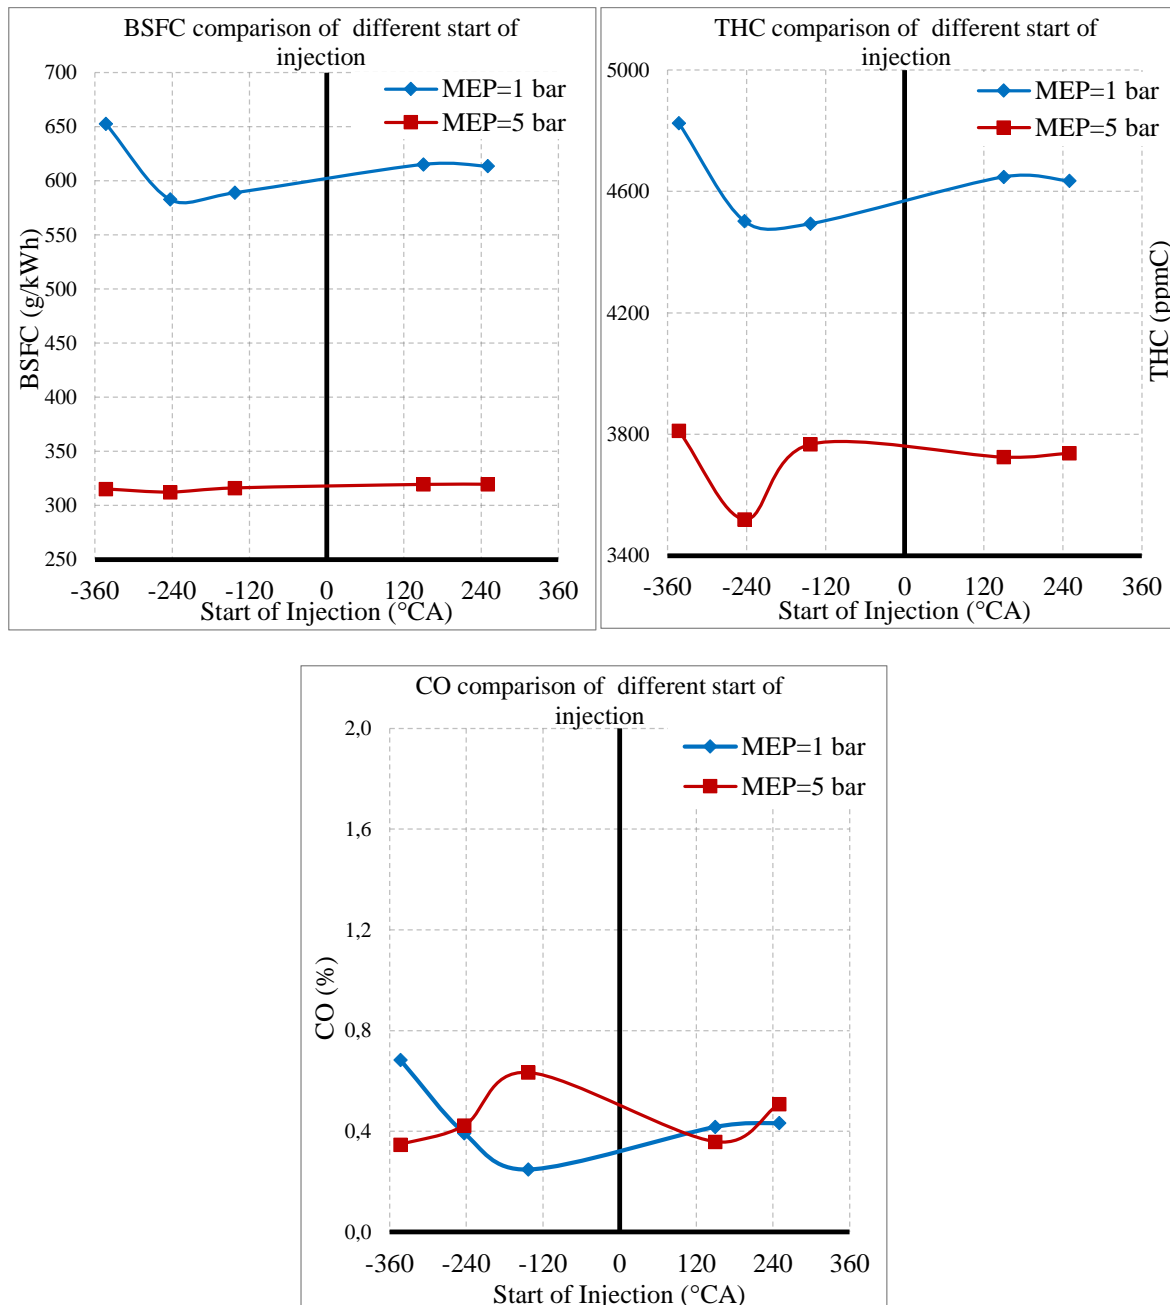 BSFC comparison of  different start of
injection
700
650
600
550
500
450
400
350
300
250
BSFC (g/kWh)
MEP=1 bar
MEP=5 bar
-360 -240 -120 0 120 240 360
Start of Injection (°CA)
THC comparison of  different start of
injection
5000
4600
4200
3800
3400
MEP=1 bar
MEP=5 bar
THC (ppmC)
-360 -240 -120 0 120 240 360
Start of Injection (°CA)
CO comparison of  different start of
injection
2,0
1,6
1,2
0,8
0,4
0,0
CO (%)
MEP=1 bar
MEP=5 bar
-360 -240 -120 0 120 240 360
Start of Injection (°CA)